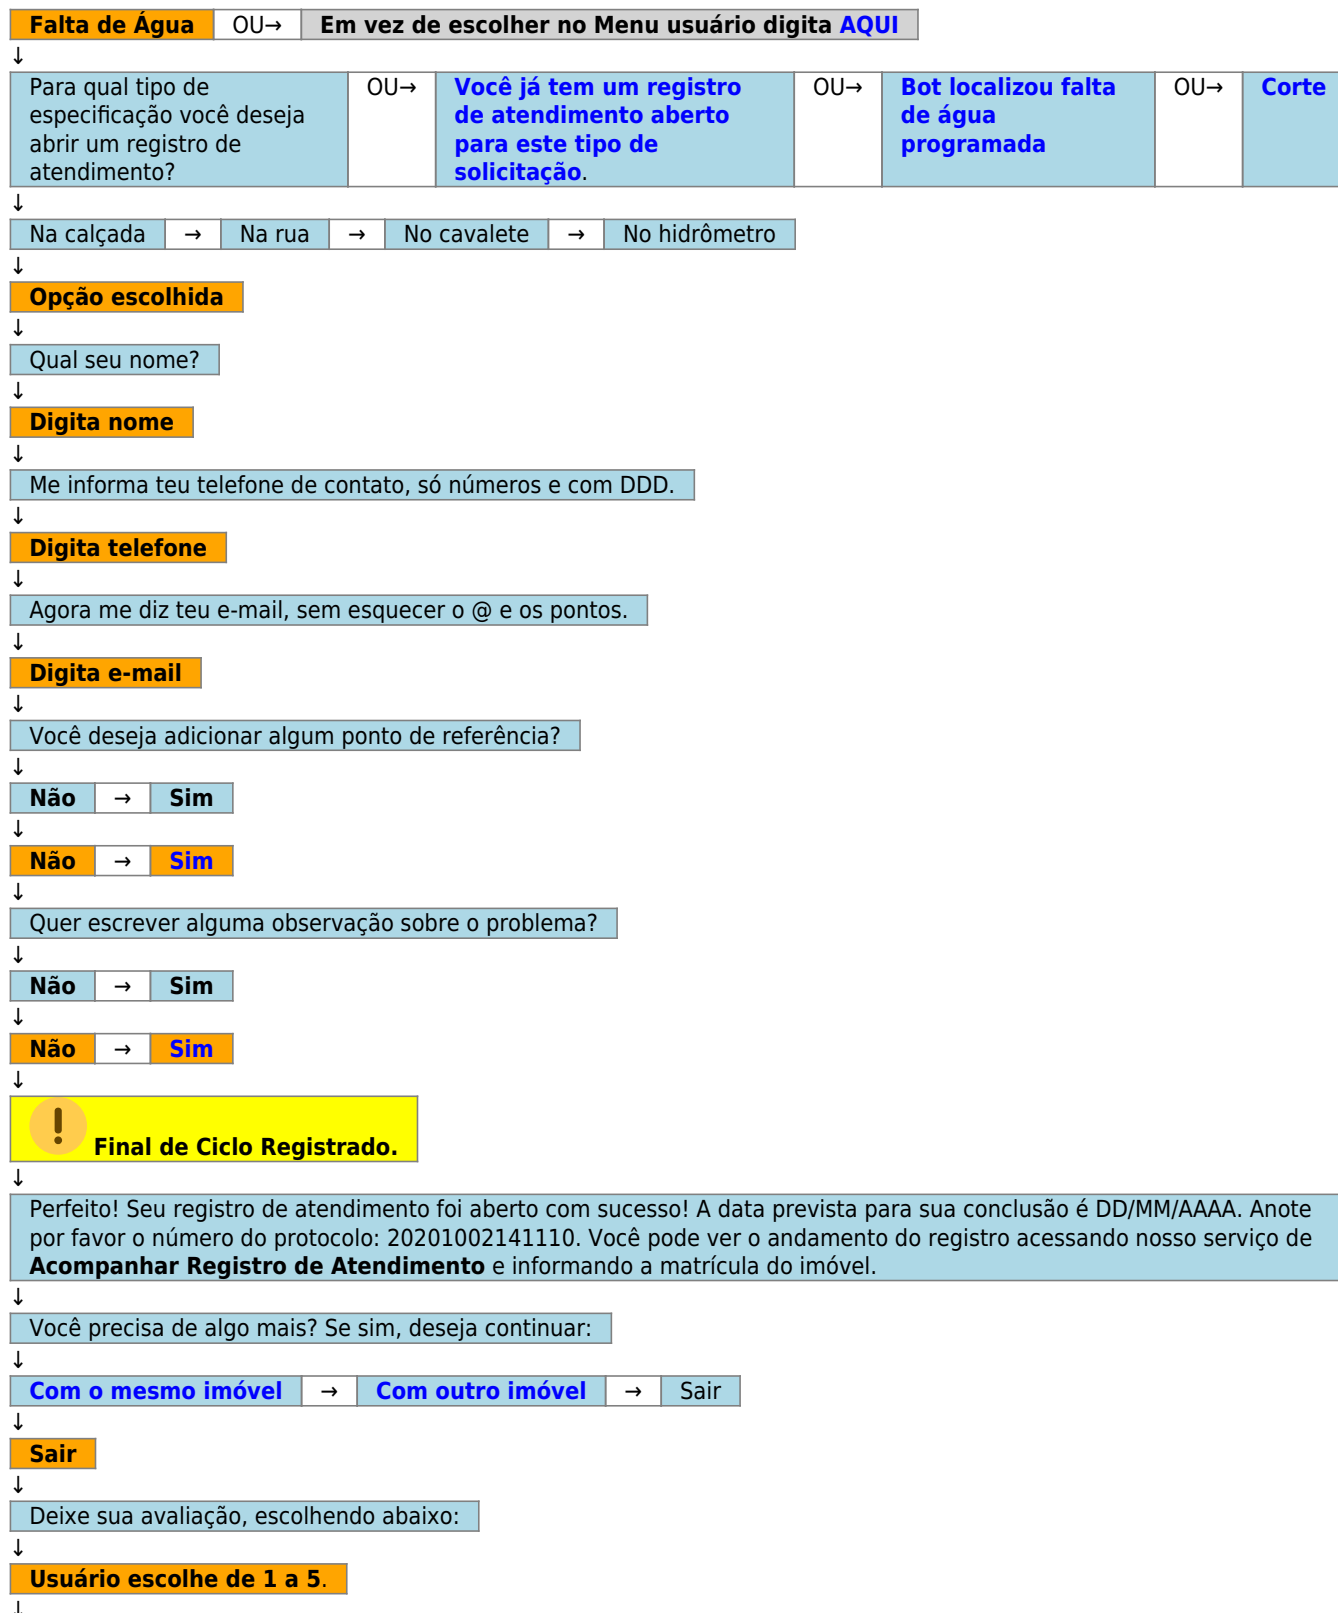 Falta de Água OU→ Em vez de escolher no Menu usuário digita AQUI
↓
Para qual tipo de
especificação você deseja
abrir um registro de
atendimento?
OU→
Você já tem um registro
de atendimento aberto
para este tipo de
solicitação.
OU→
Bot localizou falta
de água
programada
OU→
Corte
↓
Na calçada → Na rua → No cavalete → No hidrômetro
↓
Opção escolhida
↓
Qual seu nome?
↓
Digita nome
↓
Me informa teu telefone de contato, só números e com DDD.
↓
Digita telefone
↓
Agora me diz teu e-mail, sem esquecer o @ e os pontos.
↓
Digita e-mail
↓
Você deseja adicionar algum ponto de referência?
↓
Não → Sim
↓
Não → Sim
↓
Quer escrever alguma observação sobre o problema?
↓
Não → Sim
↓
Não → Sim
↓
! Final de Ciclo Registrado.
↓
Perfeito! Seu registro de atendimento foi aberto com sucesso! A data prevista para sua conclusão é DD/MM/AAAA. Anote
por favor o número do protocolo: 20201002141110. Você pode ver o andamento do registro acessando nosso serviço de
Acompanhar Registro de Atendimento e informando a matrícula do imóvel.
↓
Você precisa de algo mais? Se sim, deseja continuar:
↓
Com o mesmo imóvel → Com outro imóvel → Sair
↓
Sair
↓
Deixe sua avaliação, escolhendo abaixo:
↓
Usuário escolhe de 1 a 5.
↓